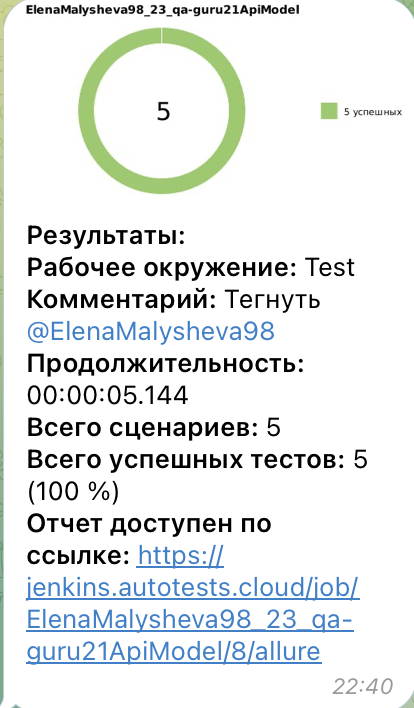 ElenaMalysheva98_23_qa-guru21ApiModel
5
5 успешных
Результаты:
Рабочее окружение: Test
Комментарий: Тегнуть
@ElenaMalysheva98
Продолжительность:
00:00:05.144
Всего сценариев: 5
Всего успешных тестов: 5
(100 %)
Отчет доступен по
ссылке: https://
jenkins.autotests.cloud/job/
ElenaMalysheva98_23_qa-
guru21ApiModel/8/allure
22:40